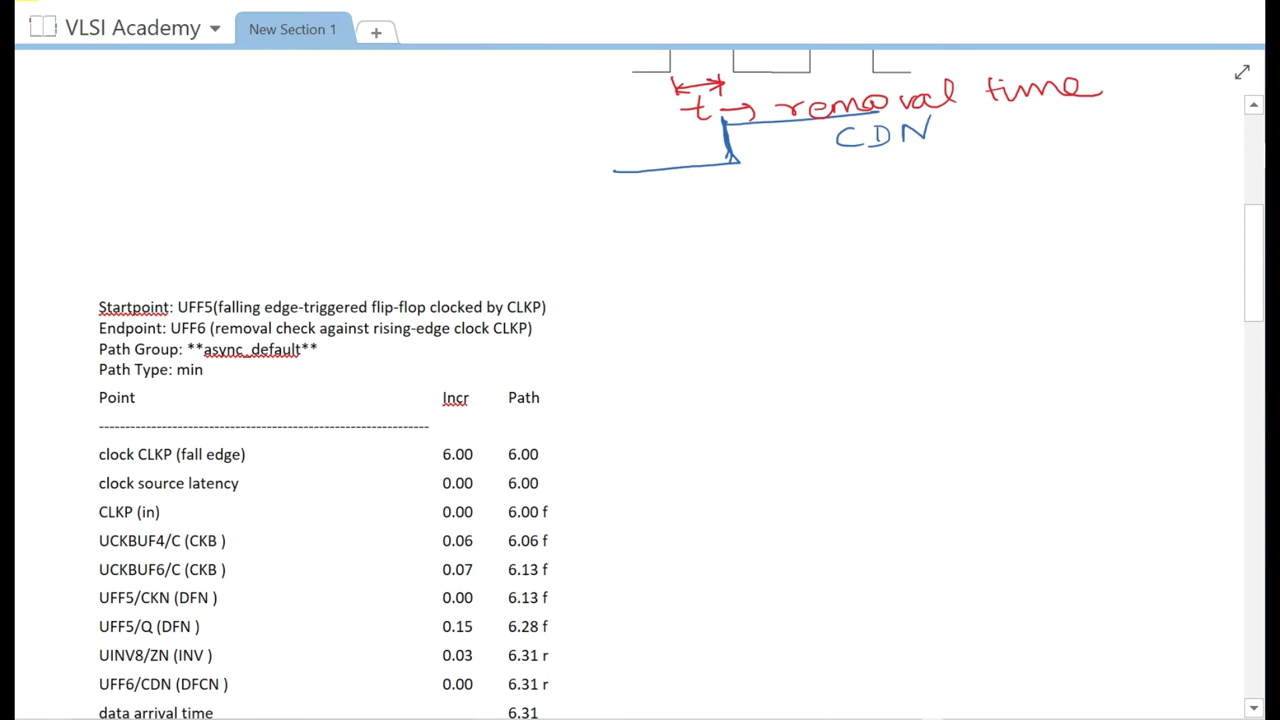 VLSI Academy
New Section 1
+
t → removal time
CDN
Startpoint: UFF5(falling edge-triggered flip-flop clocked by CLKP)
Endpoint: UFF6 (removal check against rising-edge clock CLKP)
Path Group: **async_default**
Path Type: min
Point Incr Path
---------------------------------------------------------------
clock CLKP (fall edge) 6.00 6.00
clock source latency 0.00 6.00
CLKP (in) 0.00 6.00 f
UCKBUF4/C (CKB ) 0.06 6.06 f
UCKBUF6/C (CKB ) 0.07 6.13 f
UFF5/CKN (DFN ) 0.00 6.13 f
UFF5/Q (DFN ) 0.15 6.28 f
UINV8/ZN (INV ) 0.03 6.31 r
UFF6/CDN (DFCN ) 0.00 6.31 r
data arrival time 6.31